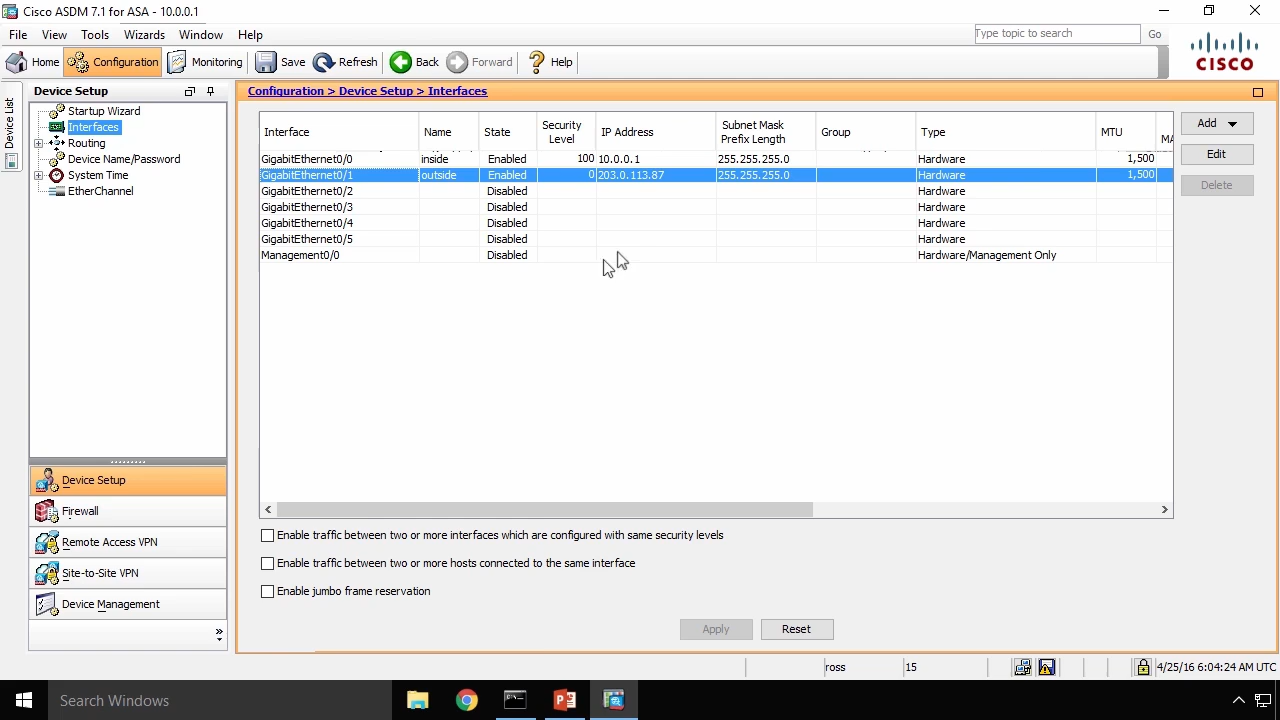 Cisco ASDM 7.1 for ASA - 10.0.0.1
File View Tools Wizards Window Help
Type topic to search Go
Home Configuration Monitoring Save Refresh Back Forward Help
CISCO
Device List
Device Setup
Startup Wizard
Interfaces
Routing
Device Name/Password
System Time
EtherChannel
Device Setup
Firewall
Remote Access VPN
Site-to-Site VPN
Device Management
Configuration > Device Setup > Interfaces
Interface Name State Security Level IP Address Subnet Mask Prefix Length Group Type MTU
GigabitEthernet0/0 inside Enabled 100 10.0.0.1 255.255.255.0 Hardware 1,500
GigabitEthernet0/1 outside Enabled 0 203.0.113.87 255.255.255.0 Hardware 1,500
GigabitEthernet0/2 Disabled Hardware
GigabitEthernet0/3 Disabled Hardware
GigabitEthernet0/4 Disabled Hardware
GigabitEthernet0/5 Disabled Hardware
Management0/0 Disabled Hardware/Management Only
Add
Edit
Delete
Enable traffic between two or more interfaces which are configured with same security levels
Enable traffic between two or more hosts connected to the same interface
Enable jumbo frame reservation
Apply Reset
ross 15 4/25/16 6:04:24 AM UTC
Search Windows